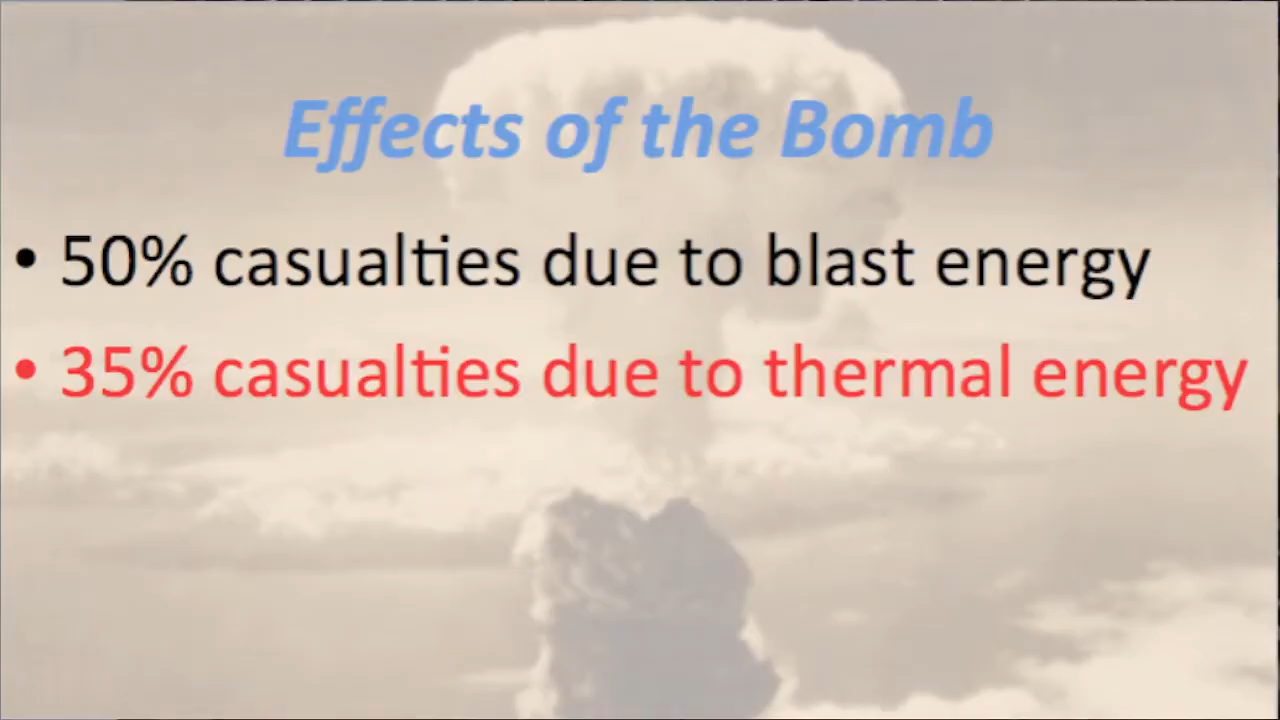 Effects of the Bomb
• 50% casualties due to blast energy
• 35% casualties due to thermal energy